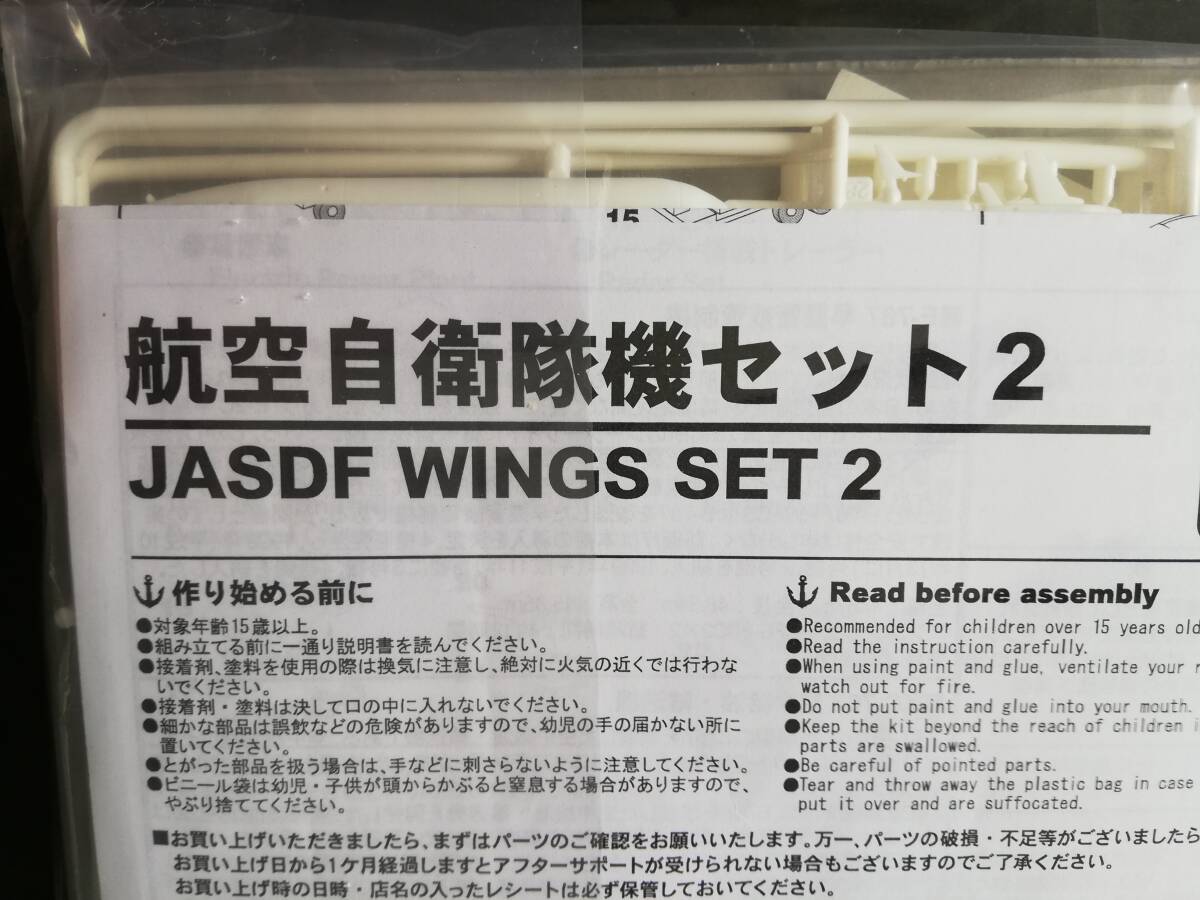 15
航空自衛隊機セット2
JASDF WINGS SET 2
作り始める前に
●対象年齢15歳以上。
●組み立てる前に一通り説明書を読んでください。
●接着剤、塗料を使用の際は換気に注意し、絶対に火気の近くでは行わな
いでください。
●接着剤・塗料は決して口の中に入れないでください。
●細かな部品は誤飲などの危険がありますので、幼児の手の届かない所に
置いてください。
●とがった部品を扱う場合は、手などに刺さらないように注意してください。
●ビニール袋は幼児・子供が頭からかぶると窒息する場合がありますので、
やぶり捨ててください。
■お買い上げいただきましたら、まずはパーツのご確認をお願いいたします。万一、パーツの破損・不足等がございましたら
お買い上げ日から1ケ月経過しますとアフターサポートが受けられない場合もございますのでご了承ください。
お買い上げ時の日時・店名の入ったレシートは必ず保管しておいてください。
Read before assembly
●Recommended for children over 15 years old
●Read the instruction carefully.
●When using paint and glue, ventilate your
watch out for fire.
●Do not put paint and glue into your mouth.
●Keep the kit beyond the reach of children
parts are swallowed.
●Be careful of pointed parts.
●Tear and throw away the plastic bag in case
put it over and are suffocated.